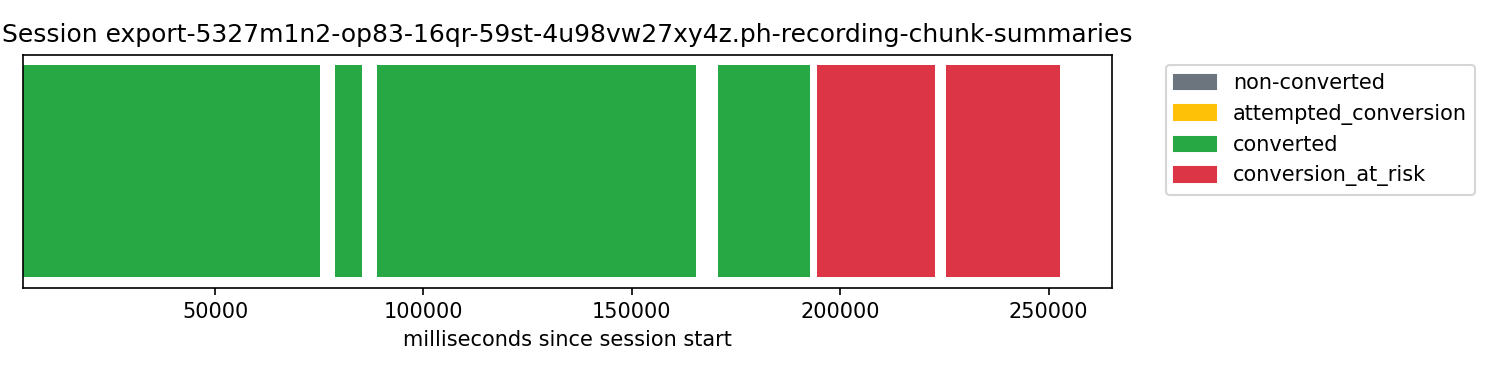 Session export-5327m1n2-op83-16qr-59st-4u98vw27xy4z.ph-recording-chunk-summaries
non-converted
attempted_conversion
converted
conversion_at_risk
50000 100000 150000 200000 250000
milliseconds since session start